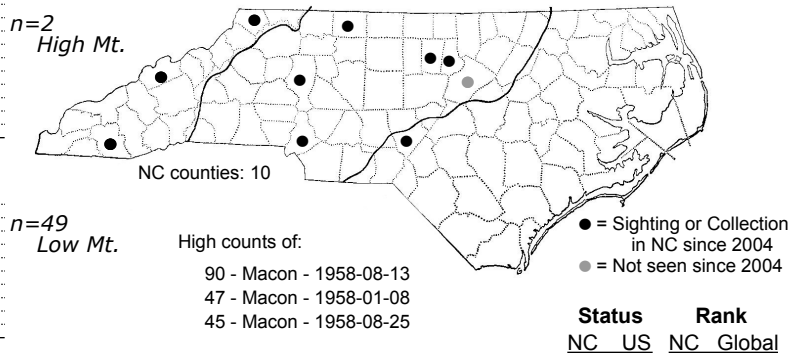 n=2
High Mt.
NC counties: 10
n=49
Low Mt.
High counts of:
90 - Macon - 1958-08-13
47 - Macon - 1958-01-08
45 - Macon - 1958-08-25
= Sighting or Collection
in NC since 2004
= Not seen since 2004
Status Rank
NC US NC Global